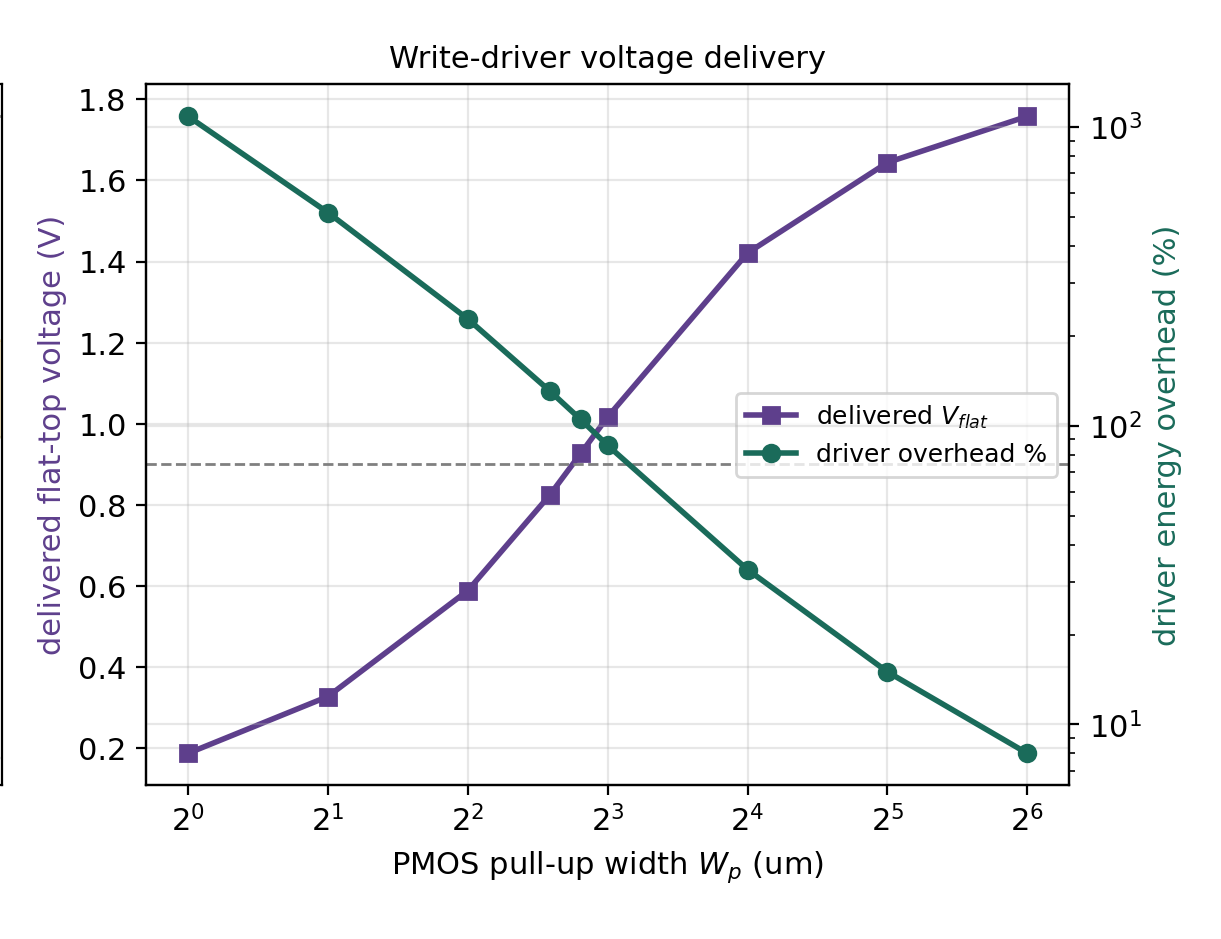 Write-driver voltage delivery
delivered flat-top voltage (V)
1.8
1.6
1.4
1.2
1.0
0.8
0.6
0.4
0.2
10³
10²
10¹
driver energy overhead (%)
delivered V_flat
driver overhead %
2⁰ 2¹ 2² 2³ 2⁴ 2⁵ 2⁶
PMOS pull-up width W_p (um)